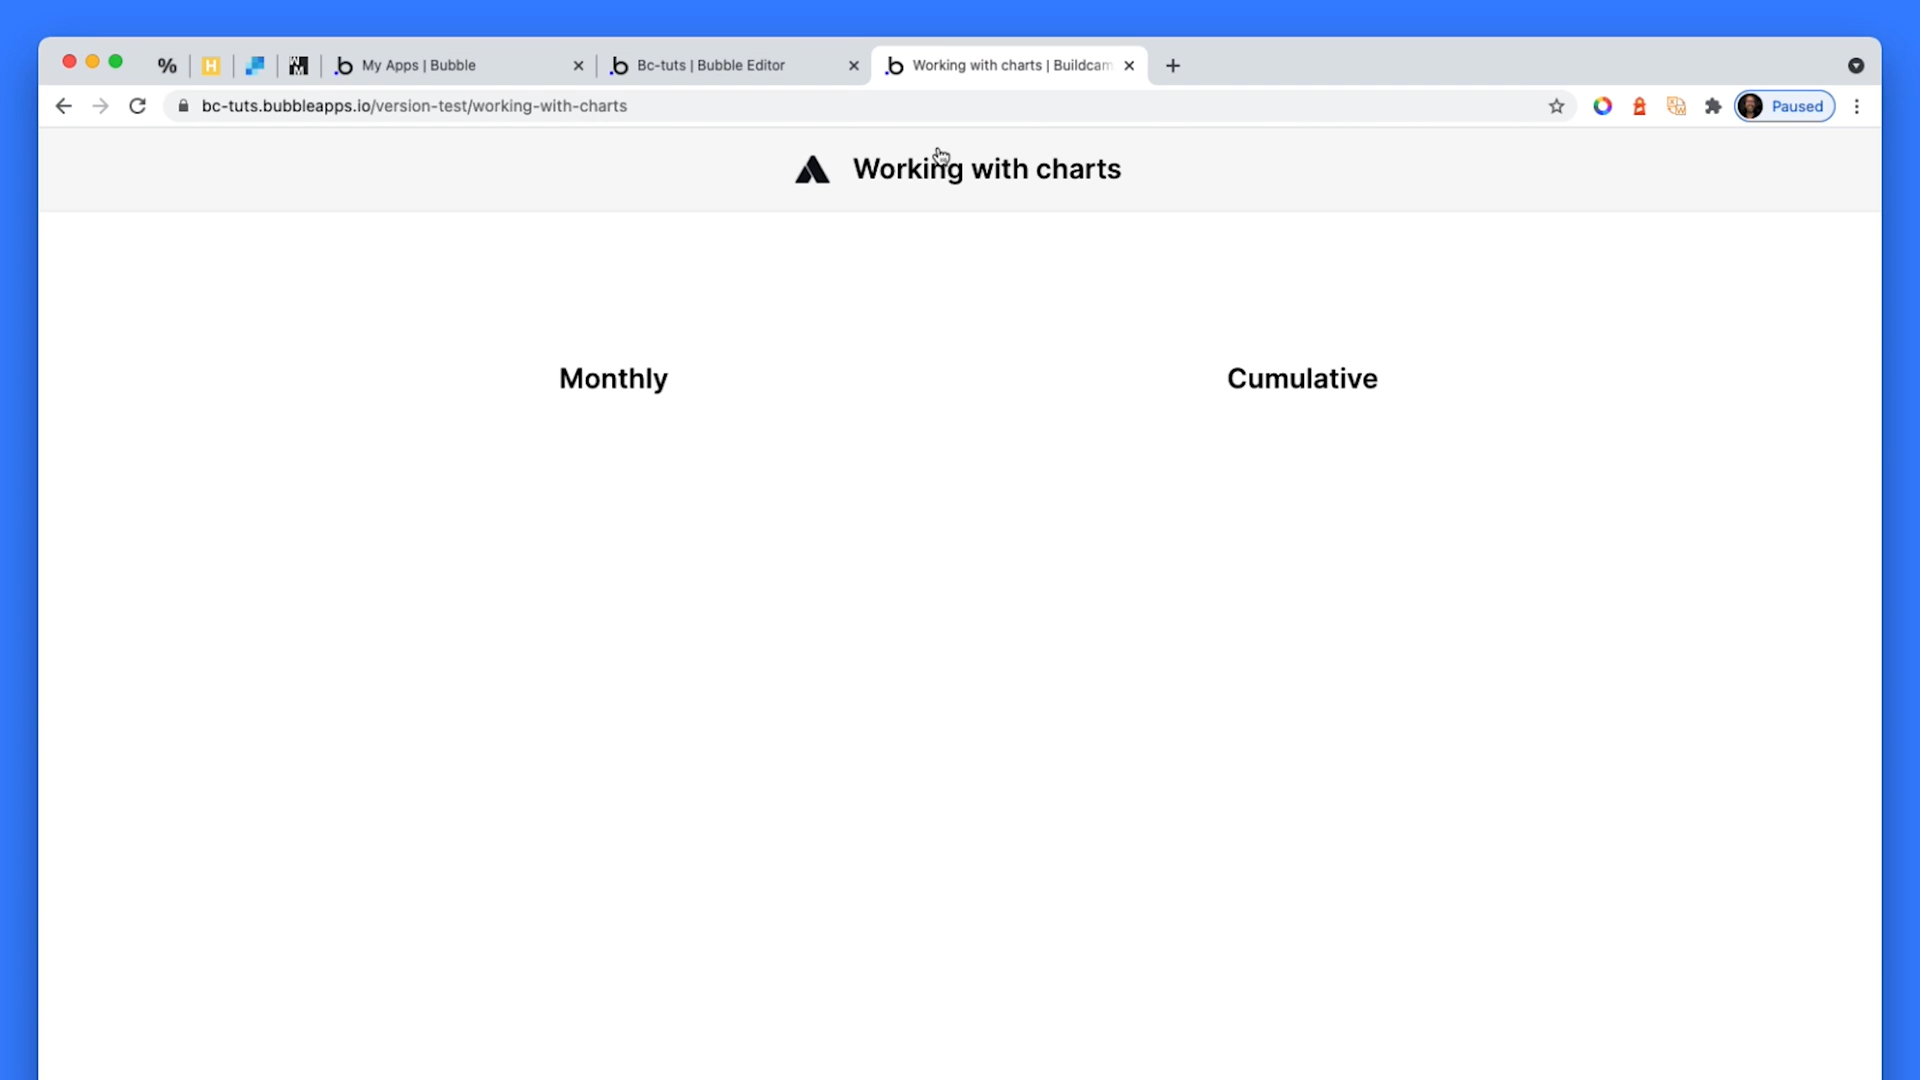 % H My Apps | Bubble Bc-tuts | Bubble Editor Working with charts | Buildcam
bc-tuts.bubbleapps.io/version-test/working-with-charts Paused
Working with charts
Monthly Cumulative